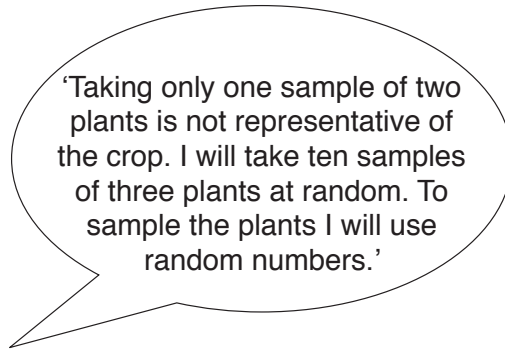 ‘Taking only one sample of two
plants is not representative of
the crop. I will take ten samples
of three plants at random. To
sample the plants I will use
random numbers.’